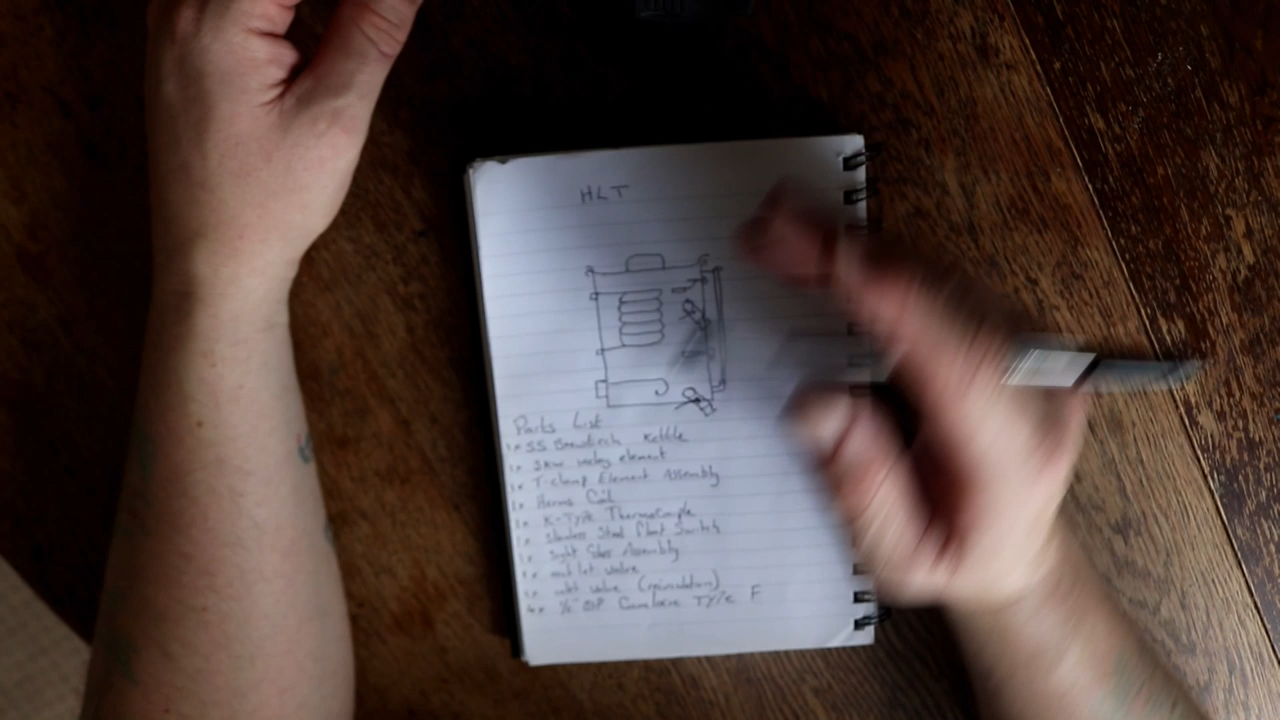 HLT
Parts List
1x SS Brewtech Kettle
1x element
1x T-clamp Element Assembly
1x Herms Coil
1x K-Type Thermocouple
1x Stainless Steel Float Switch
1x Sight Glass Assembly
1x outlet valve
1x inlet valve (recirculation)
4x 1/2" BSP Camlock Type F